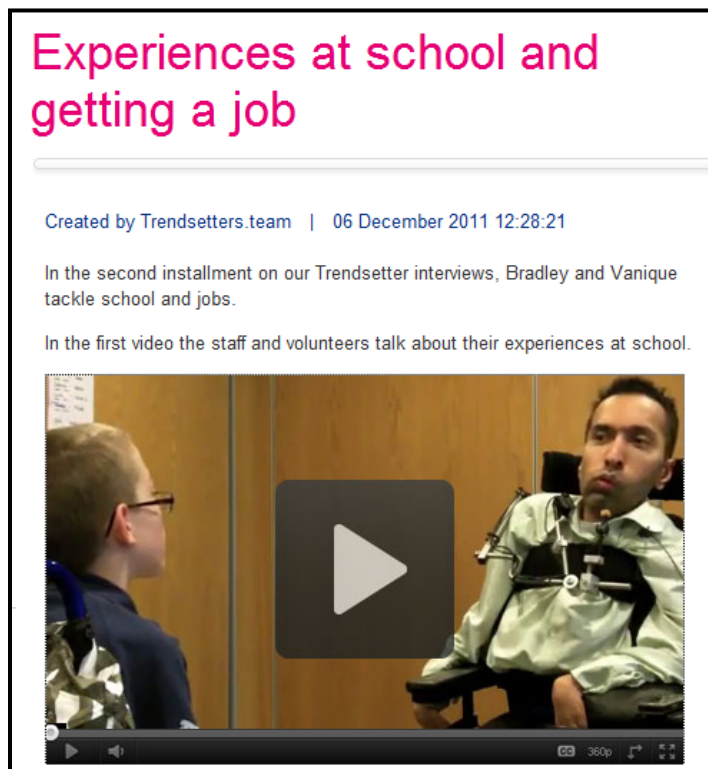 Experiences at school and
getting a job
Created by Trendsetters.team | 06 December 2011 12:28:21
In the second installment on our Trendsetter interviews, Bradley and Vanique
tackle school and jobs.
In the first video the staff and volunteers talk about their experiences at school.
CC 360p